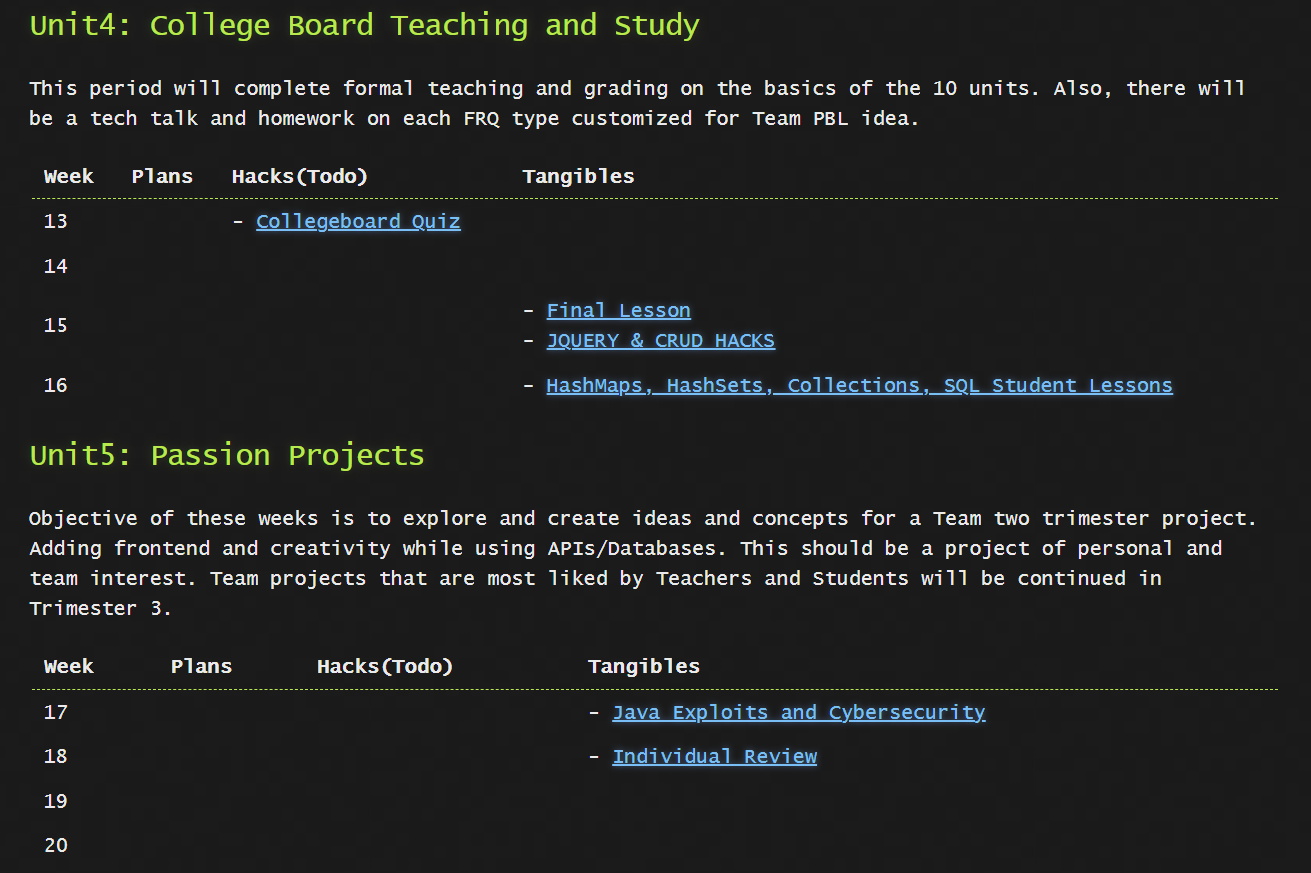 Unit4: College Board Teaching and Study
This period will complete formal teaching and grading on the basics of the 10 units. Also, there will
be a tech talk and homework on each FRQ type customized for Team PBL idea.
Week Plans Hacks(Todo) Tangibles
13 - Collegeboard Quiz
14
15 - Final Lesson
- JQUERY & CRUD HACKS
16 - HashMaps, HashSets, Collections, SQL Student Lessons
Unit5: Passion Projects
Objective of these weeks is to explore and create ideas and concepts for a Team two trimester project.
Adding frontend and creativity while using APIs/Databases. This should be a project of personal and
team interest. Team projects that are most liked by Teachers and Students will be continued in
Trimester 3.
Week Plans Hacks(Todo) Tangibles
17 - Java Exploits and Cybersecurity
18 - Individual Review
19
20